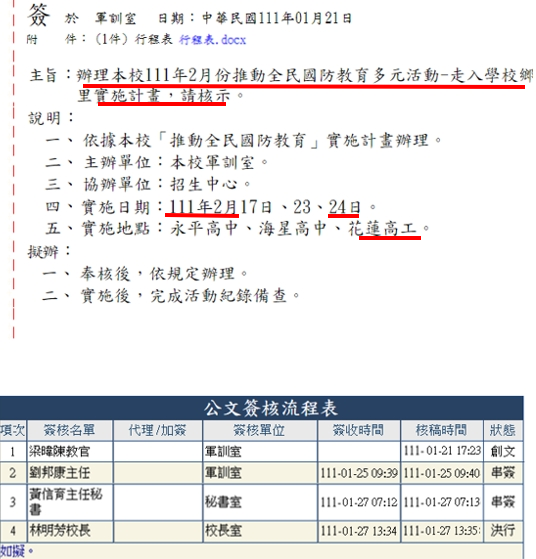 簽 於 軍訓室 日期：中華民國111年01月21日
附 件：(1件) 行程表 行程表.docx
主旨：辦理本校111年2月份推動全民國防教育多元活動-走入學校鄉
里實施計畫，請核示。
說明：
一、依據本校「推動全民國防教育」實施計畫辦理。
二、主辦單位：本校軍訓室。
三、協辦單位：招生中心。
四、實施日期：111年2月17日、23、24日。
五、實施地點：永平高中、海星高中、花蓮高工。
擬辦：
一、奉核後，依規定辦理。
二、實施後，完成活動紀錄備查。
公文簽核流程表
項次 簽核名單 代理/加簽 簽核單位 簽收時間 核稿時間 狀態
1 梁暐陳教官 軍訓室 111-01-21 17:23 創文
2 劉邦康主任 軍訓室 111-01-25 09:39 111-01-25 09:40 串簽
3 黃信育主任秘
書 秘書室 111-01-27 07:12 111-01-27 07:13 串簽
4 林明芳校長 校長室 111-01-27 13:34 111-01-27 13:35: 決行
如擬。